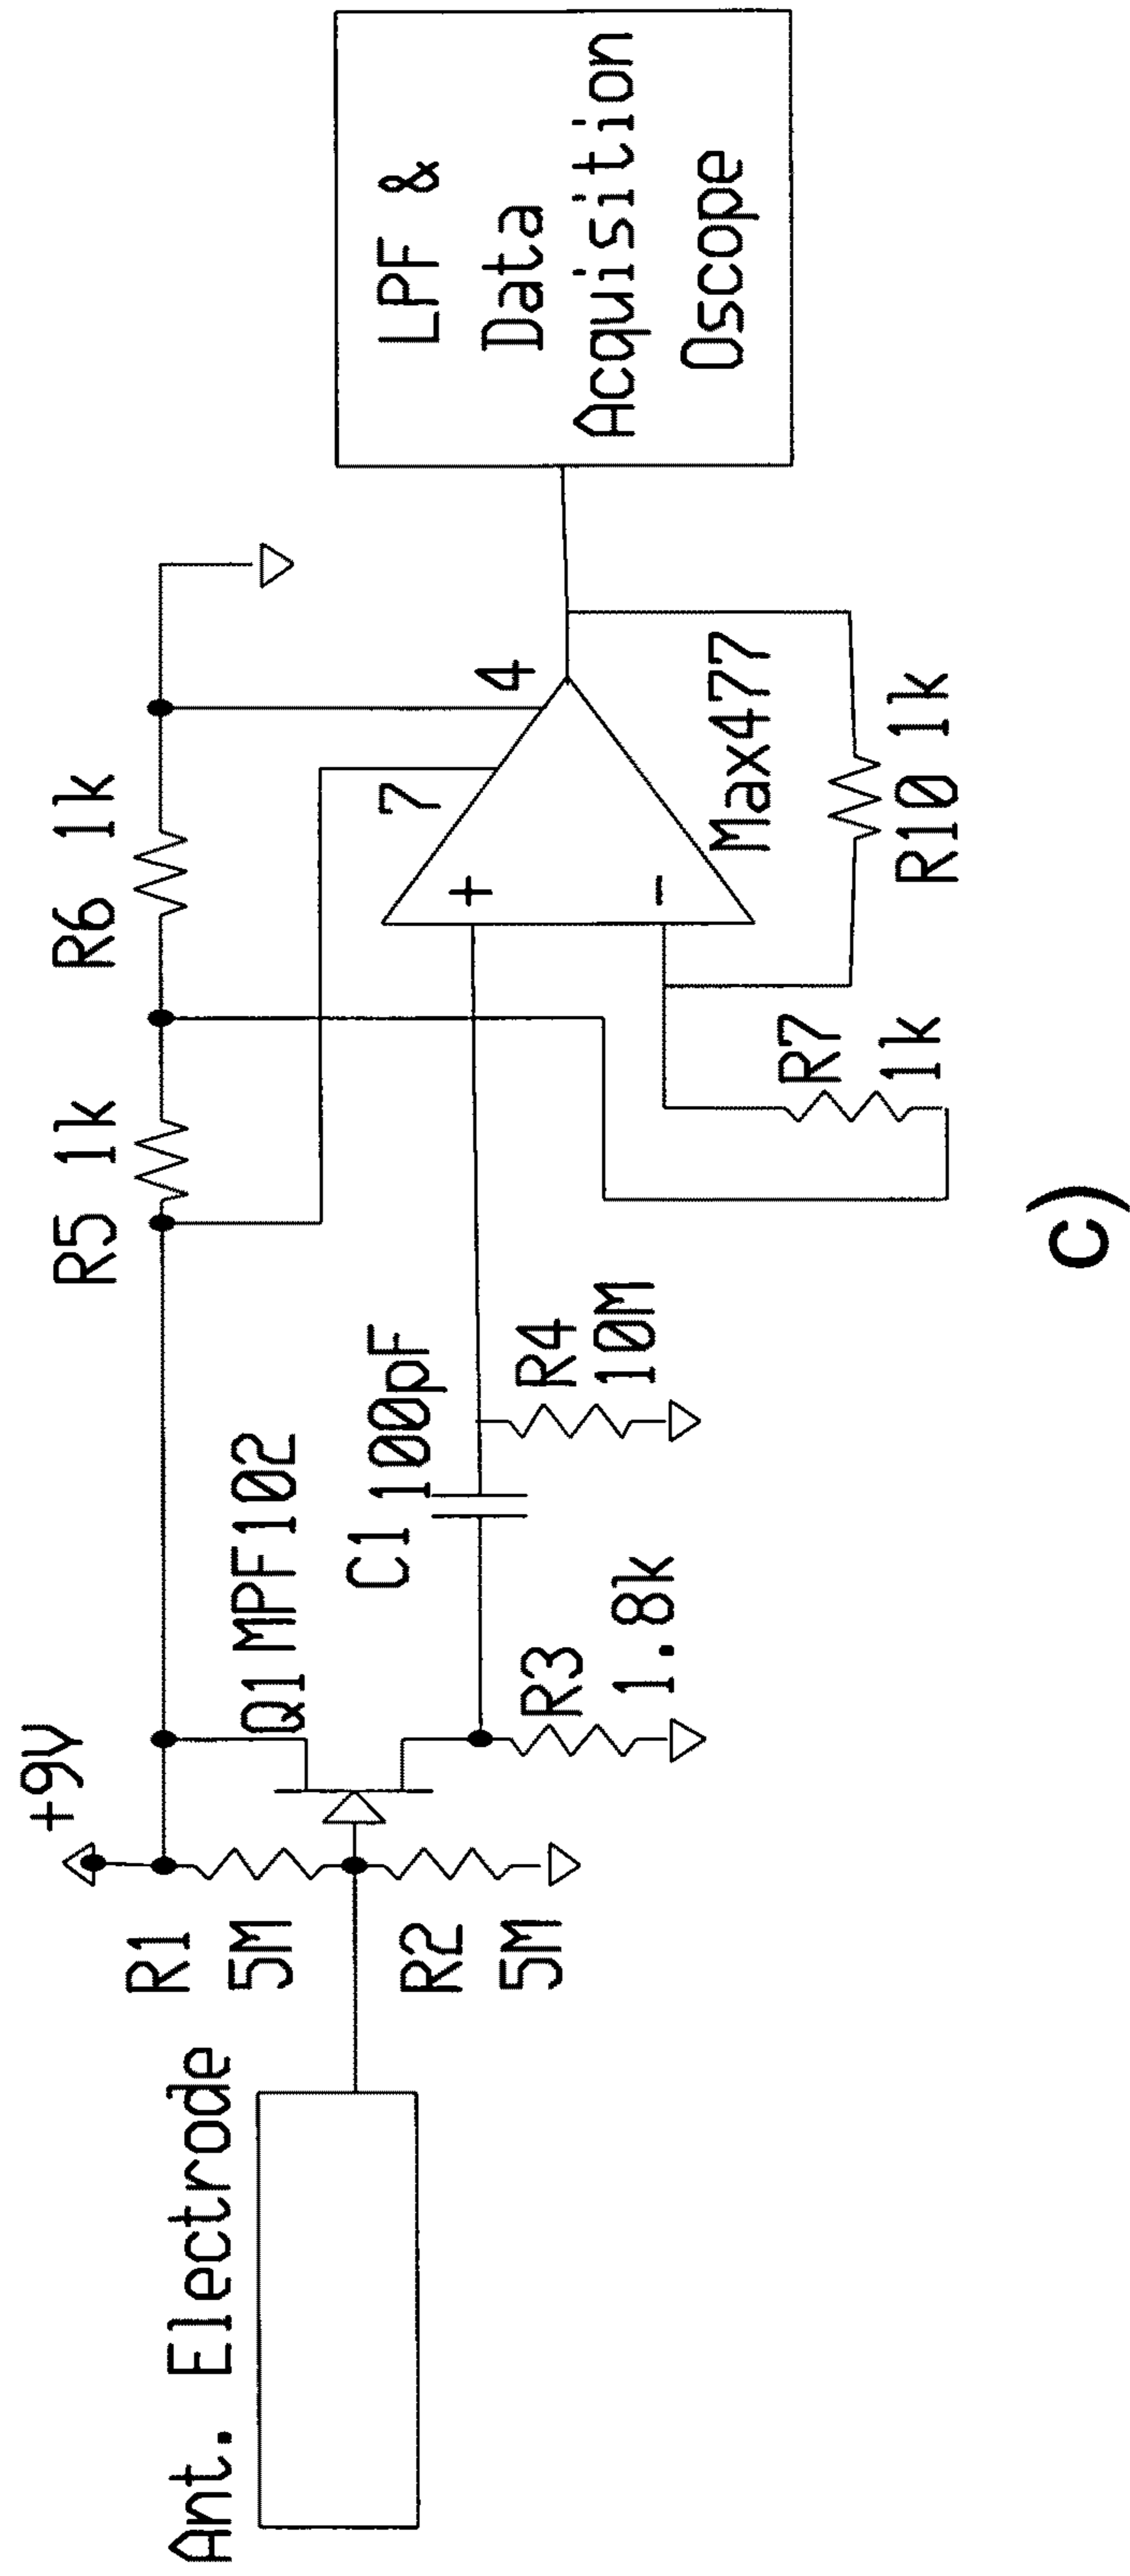 Ant. Electrode
+9V
R1
5M
R2
5M
Q1 MPF102
C1 100pF
R3
1.8k
R4
10M
R5 1k
R6 1k
7
4
+
-
Max477
R7
1k
R10 1k
LPF &
Data
Acquisition
Oscope
C)